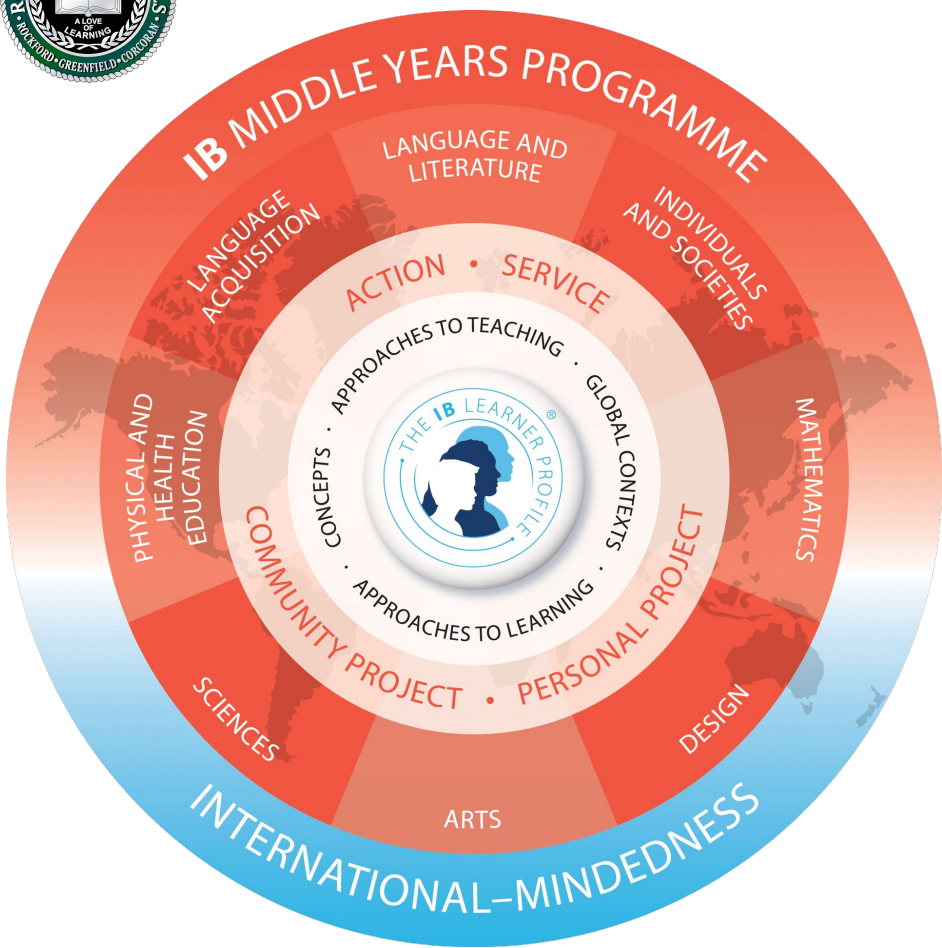 A LOVE
OF
LEARNING
ROCKFORD • GREENFIELD • CORCORAN
IB MIDDLE YEARS PROGRAMME
LANGUAGE AND
LITERATURE
INDIVIDUALS
AND SOCIETIES
MATHEMATICS
DESIGN
ARTS
SCIENCES
PHYSICAL AND
HEALTH
EDUCATION
LANGUAGE
ACQUISITION
ACTION • SERVICE
PERSONAL PROJECT
COMMUNITY PROJECT •
APPROACHES TO TEACHING ·
GLOBAL CONTEXTS ·
APPROACHES TO LEARNING ·
CONCEPTS ·
THE IB LEARNER PROFILE ®
INTERNATIONAL–MINDEDNESS